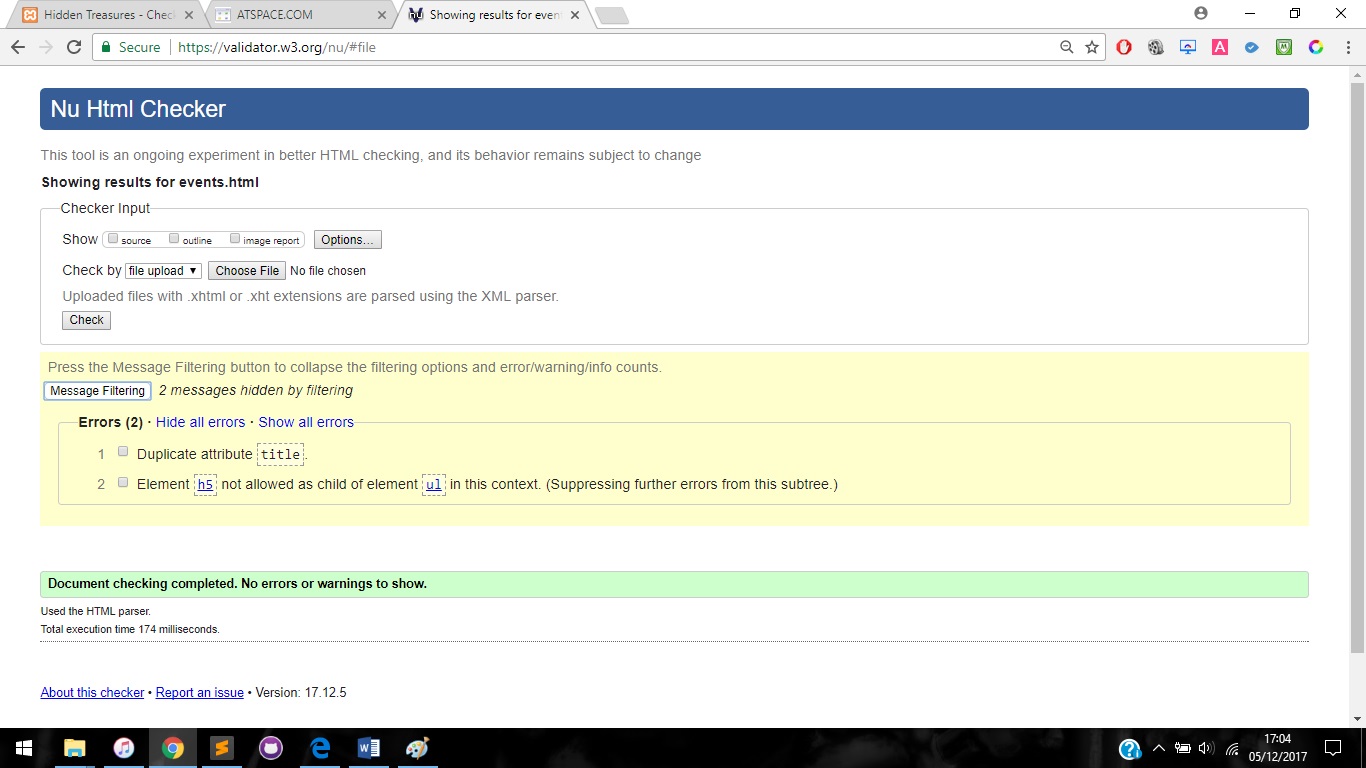 Hidden Treasures - Chec
ATSPACE.COM
Showing results for even
Secure https://validator.w3.org/nu/#file
Nu Html Checker
This tool is an ongoing experiment in better HTML checking, and its behavior remains subject to change
Showing results for events.html
Checker Input
Show source outline image report Options...
Check by file upload Choose File No file chosen
Uploaded files with .xhtml or .xht extensions are parsed using the XML parser.
Check
Press the Message Filtering button to collapse the filtering options and error/warning/info counts.
Message Filtering 2 messages hidden by filtering
Errors (2) · Hide all errors · Show all errors
1 Duplicate attribute title.
2 Element h5 not allowed as child of element ul in this context. (Suppressing further errors from this subtree.)
Document checking completed. No errors or warnings to show.
Used the HTML parser.
Total execution time 174 milliseconds.
About this checker • Report an issue • Version: 17.12.5
17:04
05/12/2017